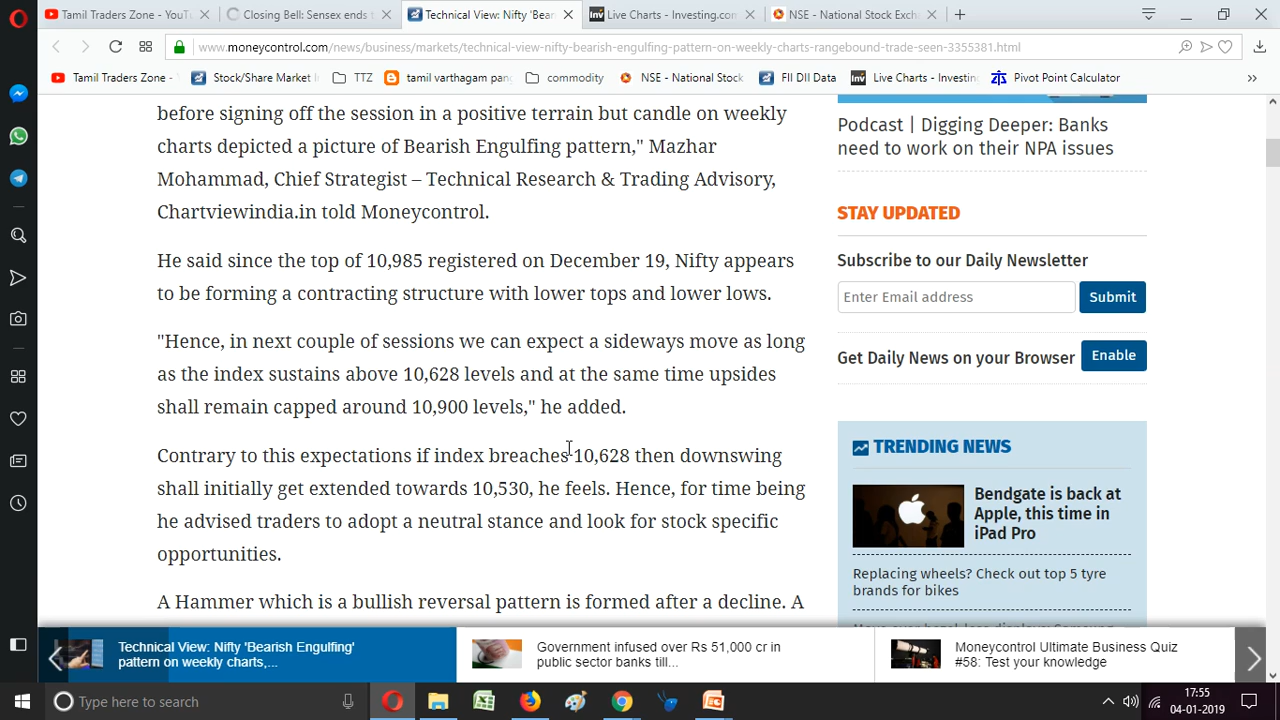 Tamil Traders Zone - YouT
Closing Bell: Sensex ends t
Technical View: Nifty 'Bear
Live Charts - Investing.com
NSE - National Stock Exch
www.moneycontrol.com/news/business/markets/technical-view-nifty-bearish-engulfing-pattern-on-weekly-charts-rangebound-trade-seen-3355381.html
Tamil Traders Zone -
Stock/Share Market I
TTZ
tamil varthagam pan
commodity
NSE - National Stock
FII DII Data
Live Charts - Investin
Pivot Point Calculator
before signing off the session in a positive terrain but candle on weekly
charts depicted a picture of Bearish Engulfing pattern," Mazhar
Mohammad, Chief Strategist – Technical Research & Trading Advisory,
Chartviewindia.in told Moneycontrol.
He said since the top of 10,985 registered on December 19, Nifty appears
to be forming a contracting structure with lower tops and lower lows.
"Hence, in next couple of sessions we can expect a sideways move as long
as the index sustains above 10,628 levels and at the same time upsides
shall remain capped around 10,900 levels," he added.
Contrary to this expectations if index breaches 10,628 then downswing
shall initially get extended towards 10,530, he feels. Hence, for time being
he advised traders to adopt a neutral stance and look for stock specific
opportunities.
A Hammer which is a bullish reversal pattern is formed after a decline. A
Podcast | Digging Deeper: Banks
need to work on their NPA issues
STAY UPDATED
Subscribe to our Daily Newsletter
Enter Email address
Submit
Get Daily News on your Browser
Enable
TRENDING NEWS
Bendgate is back at
Apple, this time in
iPad Pro
Replacing wheels? Check out top 5 tyre
brands for bikes
Technical View: Nifty 'Bearish Engulfing'
pattern on weekly charts,...
Government infused over Rs 51,000 cr in
public sector banks till...
Moneycontrol Ultimate Business Quiz
#58: Test your knowledge
Type here to search
17:55
04-01-2019